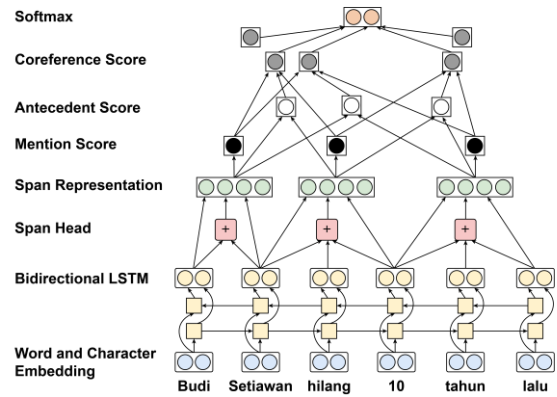 Softmax
Coreference Score
Antecedent Score
Mention Score
Span Representation
Span Head
+ + +
Bidirectional LSTM
Word and Character
Embedding
Budi Setiawan hilang 10 tahun lalu